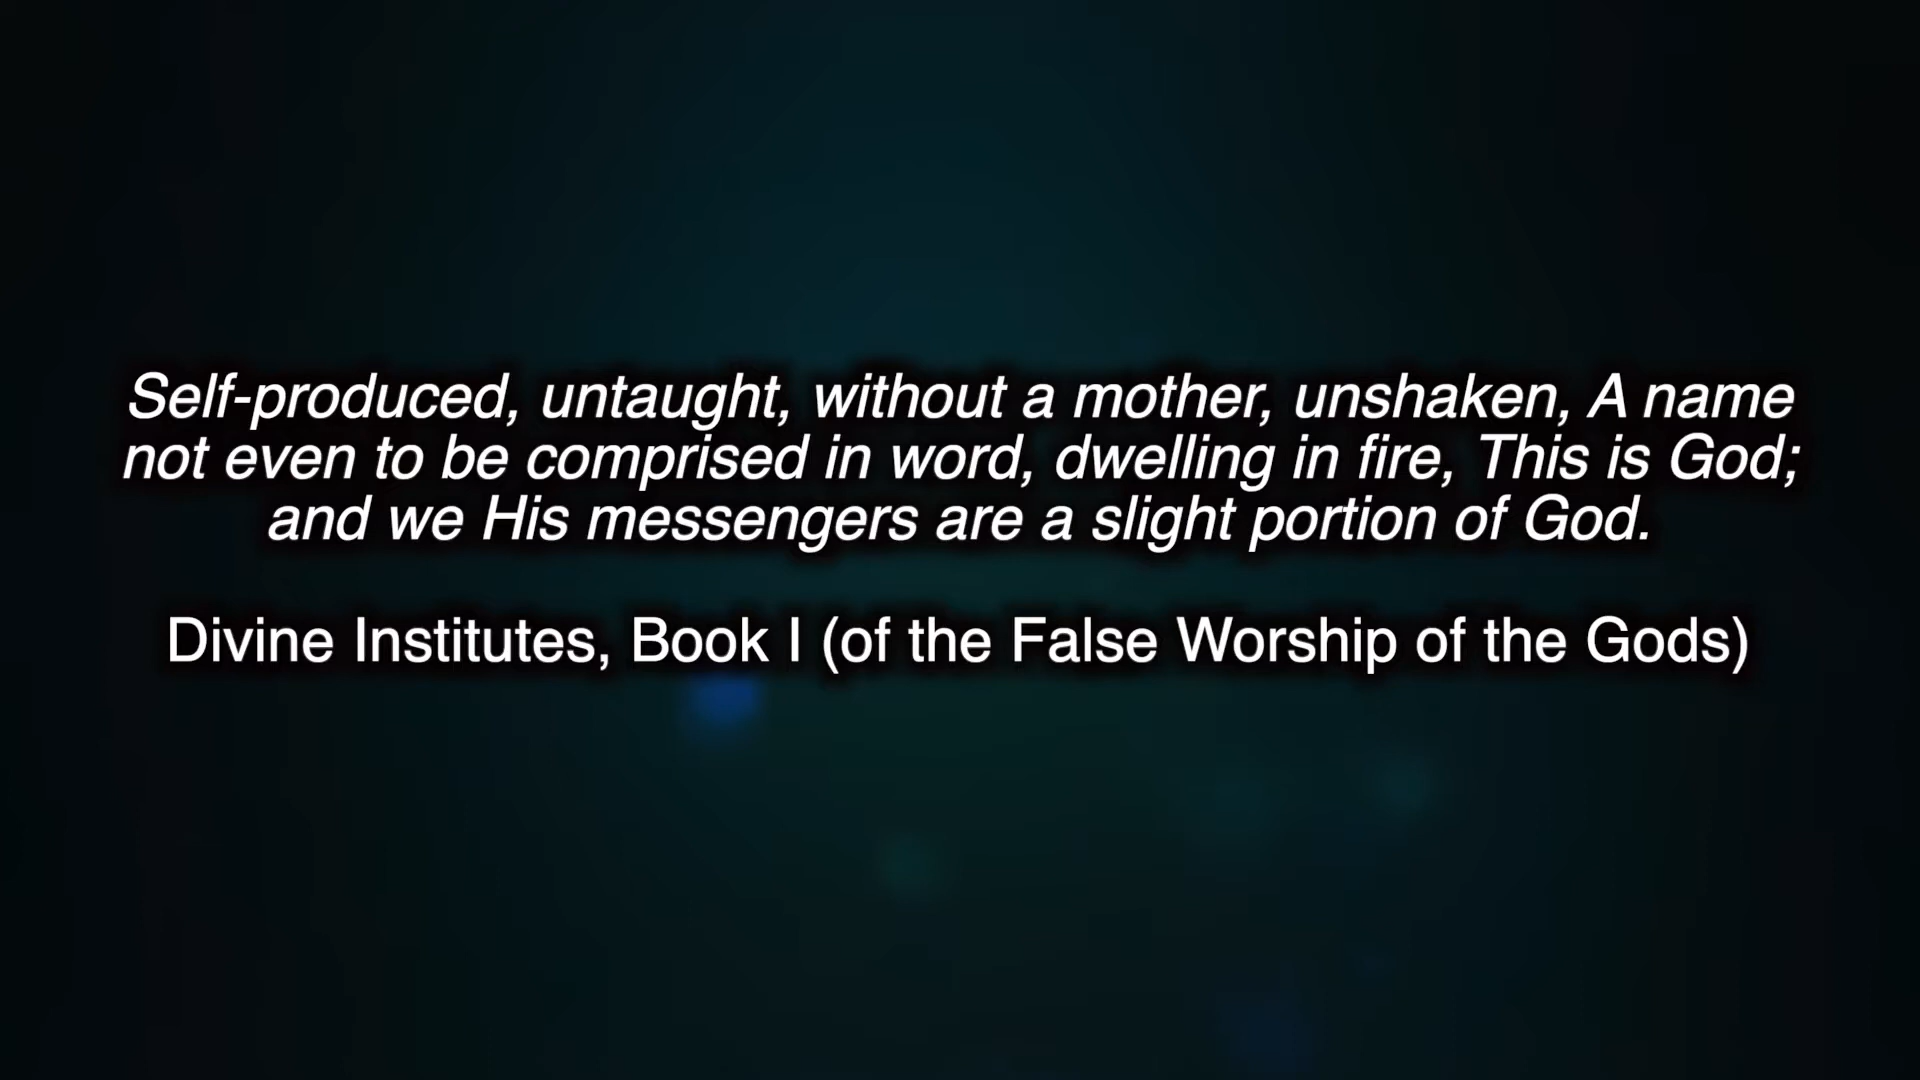 Self-produced, untaught, without a mother, unshaken, A name
not even to be comprised in word, dwelling in fire, This is God;
and we His messengers are a slight portion of God.
Divine Institutes, Book I (of the False Worship of the Gods)